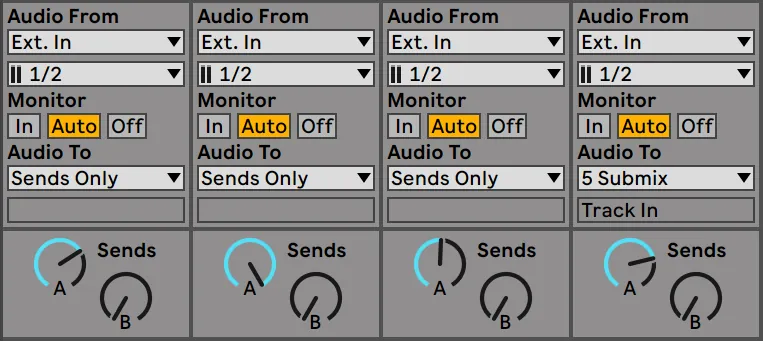 Audio From Audio From Audio From Audio From
Ext. In Ext. In Ext. In Ext. In
1/2 1/2 1/2 1/2
Monitor Monitor Monitor Monitor
In Auto Off In Auto Off In Auto Off In Auto Off
Audio To Audio To Audio To Audio To
Sends Only Sends Only Sends Only 5 Submix
Track In
Sends Sends Sends Sends
A A A A
B B B B